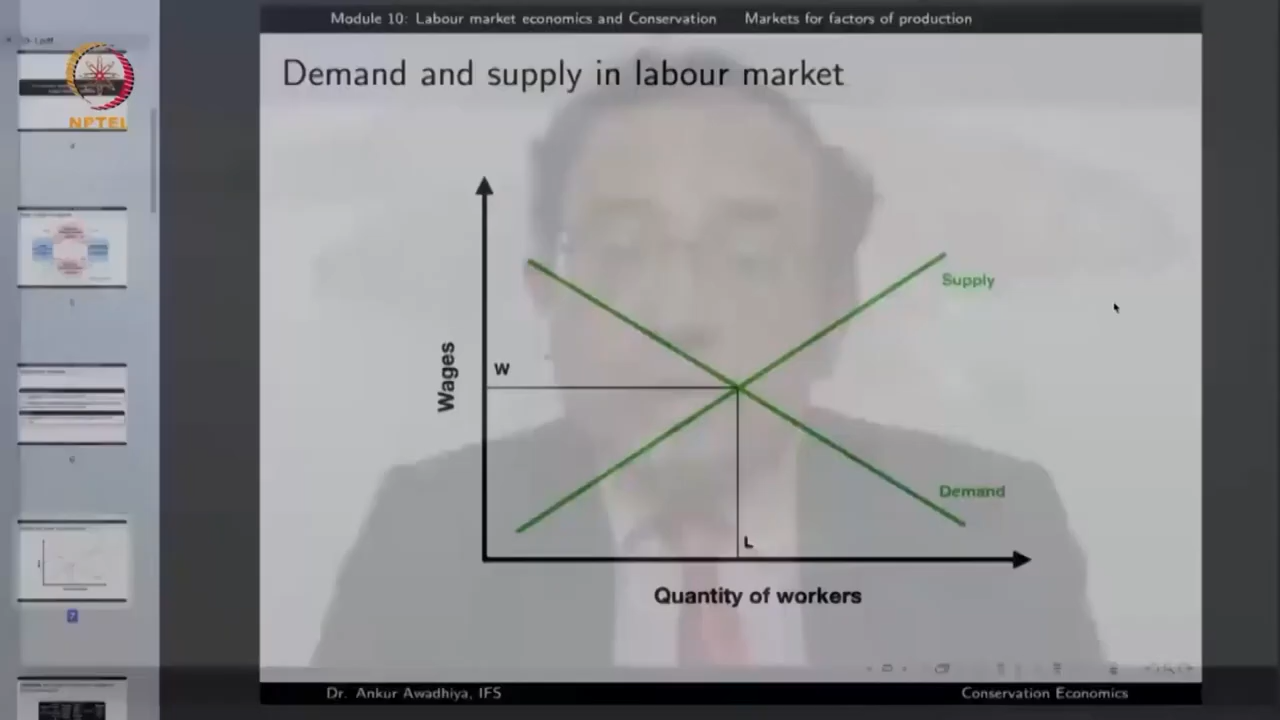 Module 10: Labour market economics and Conservation Markets for factors of production
Demand and supply in labour market
NPTEL
Supply
W
Wages
Demand
L
Quantity of workers
7
Dr. Ankur Awadhiya, IFS Conservation Economics